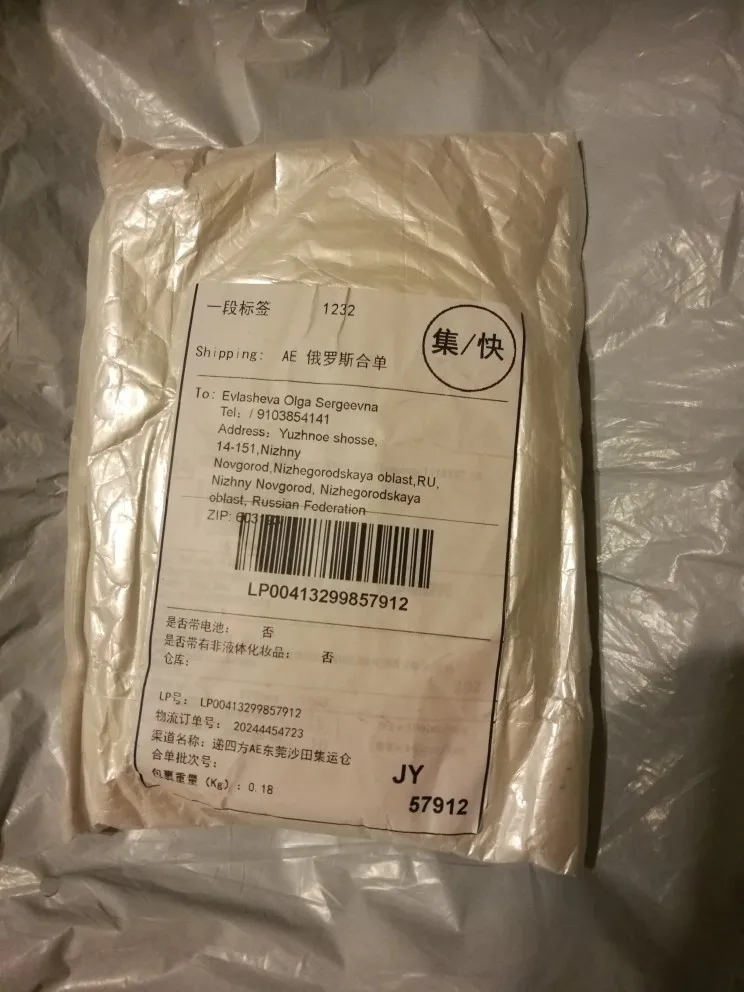 一段标签 1232
集/快
Shipping: AE 俄罗斯合单
To: Evlasheva Olga Sergeevna
Tel: / 9103854141
Address: Yuzhnoe shosse,
14-151,Nizhny
Novgorod,Nizhegorodskaya oblast,RU,
Nizhny Novgorod, Nizhegorodskaya
oblast, Russian Federation
ZIP:
LP00413299857912
是否带电池: 否
是否带有非液体化妆品: 否
仓库:
LP号: LP00413299857912
物流订单号: 20244454723
渠道名称: 递四方AE东莞沙田集运仓
合单批次号:
包裹重量 (Kg) : 0.18
JY
57912